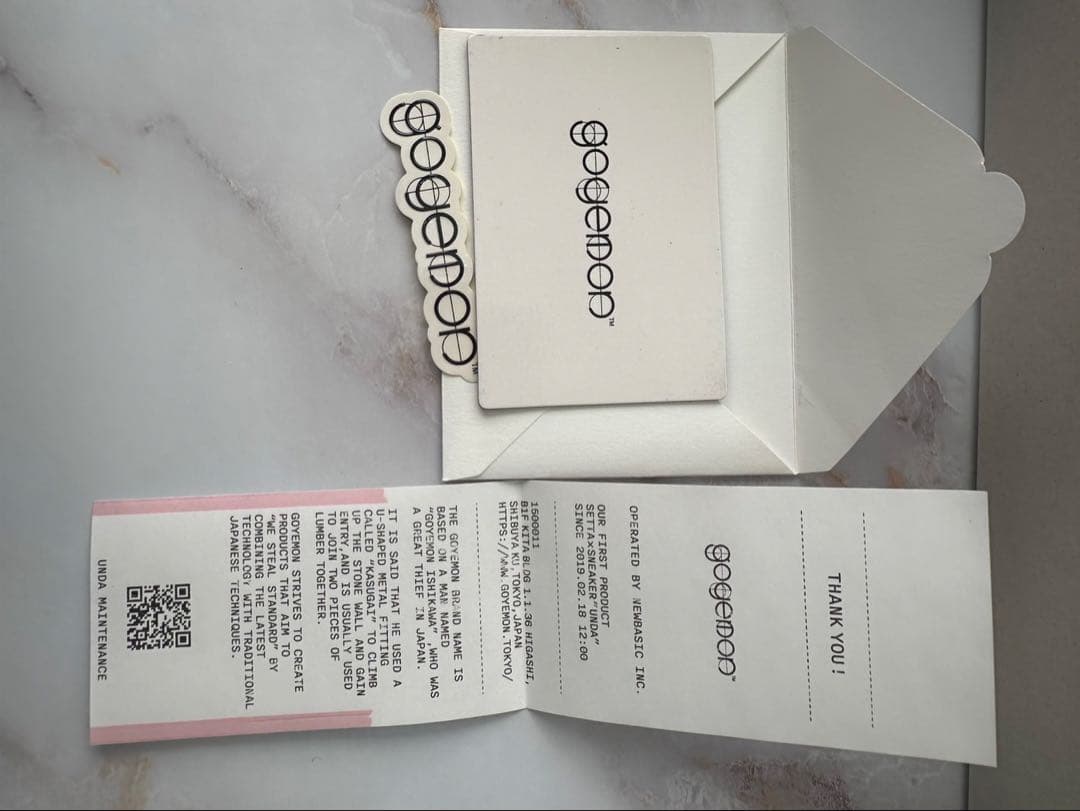 goyemon™
goyemon™
THANK YOU!
goyemon™
OPERATED BY NEWBASIC INC.
OUR FIRST PRODUCT
SETTA×SNEAKER"UNDA"
SINCE 2019.02.18 12:00
1500011
B1F KITA BLDG 1.1.36 HIGASHI,
SHIBUYA KU.TOKYO,JAPAN
HTTPS://WWW.GOYEMON.TOKYO/
THE GOYEMON BRAND NAME IS
BASED ON A MAN NAMED
"GOYEMON ISHIKAWA",WHO WAS
A GREAT THIEF IN JAPAN.
IT IS SAID THAT HE USED A
U-SHAPED METAL FITTING
CALLED "KASUGAI" TO CLIMB
UP THE STONE WALL AND GAIN
ENTRY,AND IS USUALLY USED
TO JOIN TWO PIECES OF
LUMBER TOGETHER.
GOYEMON STRIVES TO CREATE
PRODUCTS THAT AIM TO
"WE STEAL STANDARD" BY
COMBINING THE LATEST
TECHNOLOGY WITH TRADITIONAL
JAPANESE TECHNIQUES.
UNDA MAINTENANCE